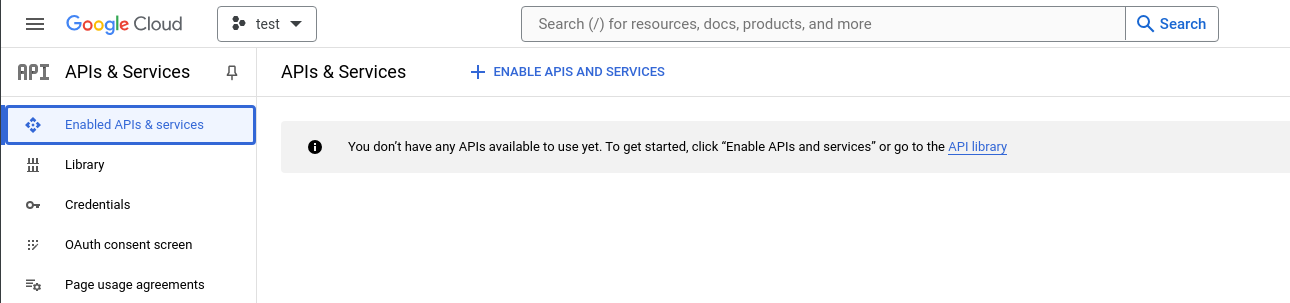 Google Cloud
test
Search (/) for resources, docs, products, and more
Search
API
APIs & Services
APIs & Services
ENABLE APIS AND SERVICES
Enabled APIs & services
You don’t have any APIs available to use yet. To get started, click “Enable APIs and services” or go to the API library
Library
Credentials
OAuth consent screen
Page usage agreements